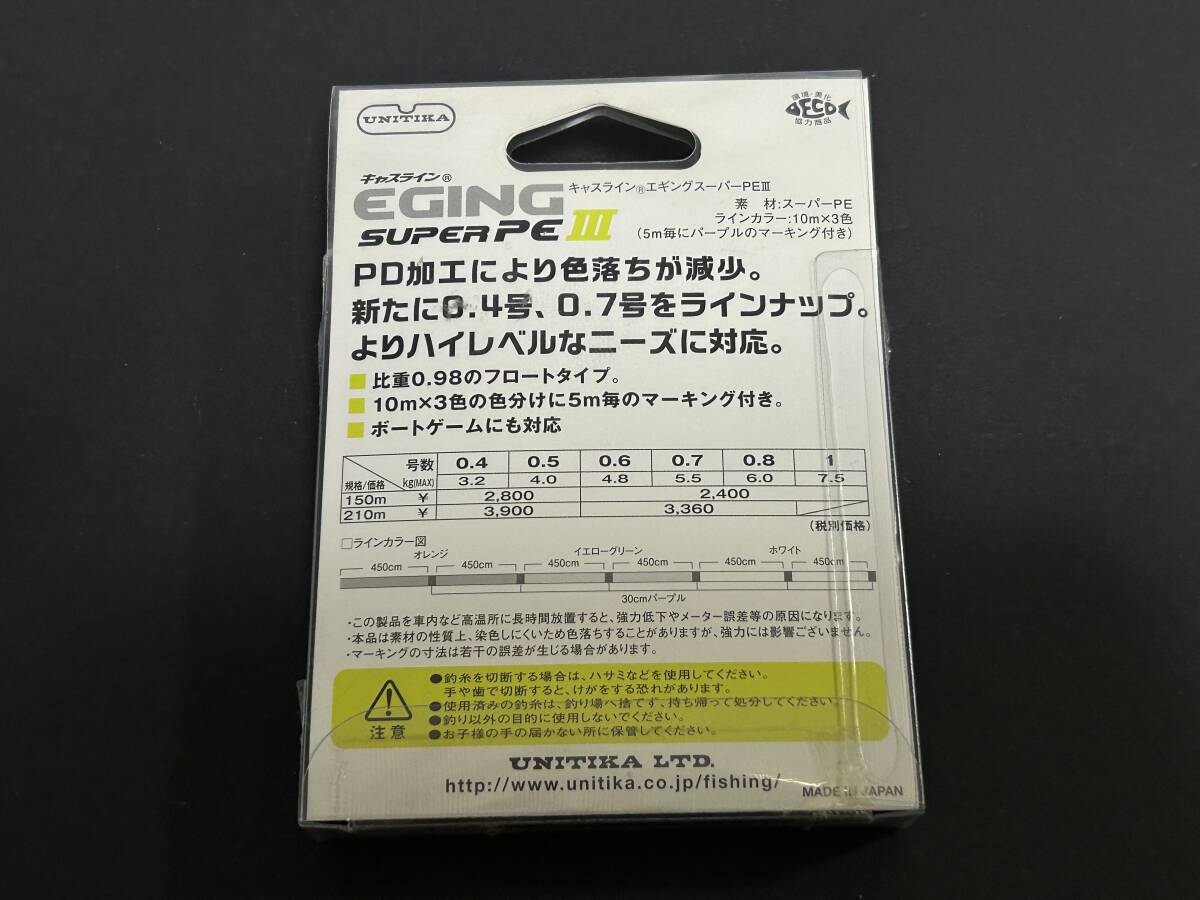 UNITIKA
環境・美化
ECO
協力商品
キャスライン®
EGING
SUPER PE III
キャスライン®エギングスーパーPEⅢ
素　材:スーパーPE
ラインカラー:10m×3色
(5m毎にパープルのマーキング付き)
PD加工により色落ちが減少。
新たに0.4号、0.7号をラインナップ。
よりハイレベルなニーズに対応。
比重0.98のフロートタイプ。
10m×3色の色分けに5m毎のマーキング付き。
ボートゲームにも対応
号数 0.4 0.5 0.6 0.7 0.8 1
規格/価格 kg(MAX) 3.2 4.0 4.8 5.5 6.0 7.5
150m ¥ 2,800 2,400
210m ¥ 3,900 3,360
(税別価格)
□ラインカラー図
オレンジ イエローグリーン ホワイト
450cm 450cm 450cm 450cm 450cm 450cm
30cmパープル
・この製品を車内など高温所に長時間放置すると、強力低下やメーター誤差等の原因になります。
・本品は素材の性質上、染色しにくいため色落ちすることがありますが、強力には影響ございません。
・マーキングの寸法は若干の誤差が生じる場合があります。
注意
●釣糸を切断する場合は、ハサミなどを使用してください。
手や歯で切断すると、けがをする恐れがあります。
●使用済みの釣糸は、釣り場へ捨てず、持ち帰って処分してください。
●釣り以外の目的に使用しないでください。
●お子様の手の届かない所に保管してください。
UNITIKA LTD.
http://www.unitika.co.jp/fishing/
MADE IN JAPAN